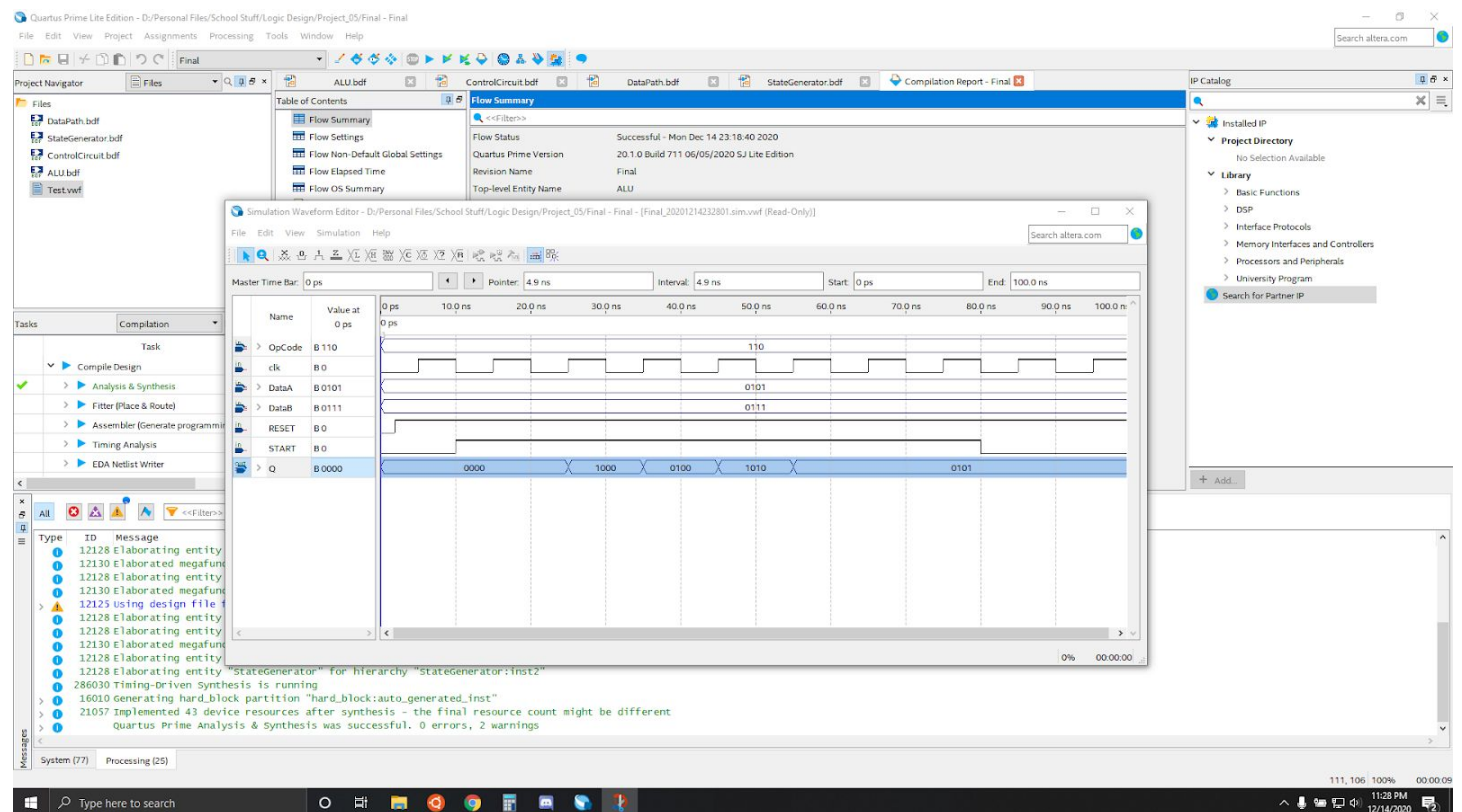 Quartus Prime Lite Edition - D:/Personal Files/School Stuff/Logic Design/Project_05/Final - Final
File Edit View Project Assignments Processing Tools Window Help
Search altera.com
Final
Project Navigator
Files
ALU.bdf
ControlCircuit.bdf
DataPath.bdf
StateGenerator.bdf
Compilation Report - Final
IP Catalog
Files
DataPath.bdf
StateGenerator.bdf
ControlCircuit.bdf
ALU.bdf
Test.vwf
Table of Contents
Flow Summary
Flow Settings
Flow Non-Default Global Settings
Flow Elapsed Time
Flow OS Summary
Flow Summary
<<Filter>>
Flow Status Successful - Mon Dec 14 23:18:40 2020
Quartus Prime Version 20.1.0 Build 711 06/05/2020 SJ Lite Edition
Revision Name Final
Top-level Entity Name ALU
Installed IP
Project Directory
No Selection Available
Library
Basic Functions
DSP
Interface Protocols
Memory Interfaces and Controllers
Processors and Peripherals
University Program
Search for Partner IP
+ Add...
Simulation Waveform Editor - D:/Personal Files/School Stuff/Logic Design/Project_05/Final - Final - [Final_20201214232801.sim.vwf (Read-Only)]
File Edit View Simulation Help
Search altera.com
Master Time Bar: 0 ps Pointer: 4.9 ns Interval: 4.9 ns Start: 0 ps End: 100.0 ns
Name Value at 0 ps
0 ps 10.0 ns 20.0 ns 30.0 ns 40.0 ns 50.0 ns 60.0 ns 70.0 ns 80.0 ns 90.0 ns 100.0 n
0 ps
OpCode B 110 110
clk B 0
DataA B 0101 0101
DataB B 0111 0111
RESET B 0
START B 0
Q B 0000 0000 1000 0100 1010 0101
0% 00:00:00
Tasks Compilation
Task
Compile Design
Analysis & Synthesis
Fitter (Place & Route)
Assembler (Generate programmin
Timing Analysis
EDA Netlist Writer
All <<Filter>>
Type ID Message
12128 Elaborating entity
12130 Elaborated megafunc
12128 Elaborating entity
12130 Elaborated megafunc
12125 Using design file
12128 Elaborating entity
12128 Elaborating entity
12130 Elaborated megafunc
12128 Elaborating entity
12128 Elaborating entity "StateGenerator" for hierarchy "StateGenerator:inst2"
286030 Timing-Driven Synthesis is running
16010 Generating hard_block partition "hard_block:auto_generated_inst"
21057 Implemented 43 device resources after synthesis - the final resource count might be different
Quartus Prime Analysis & Synthesis was successful. 0 errors, 2 warnings
Messages
System (77) Processing (25)
111, 106 100% 00:00:09
Type here to search
11:28 PM
12/14/2020